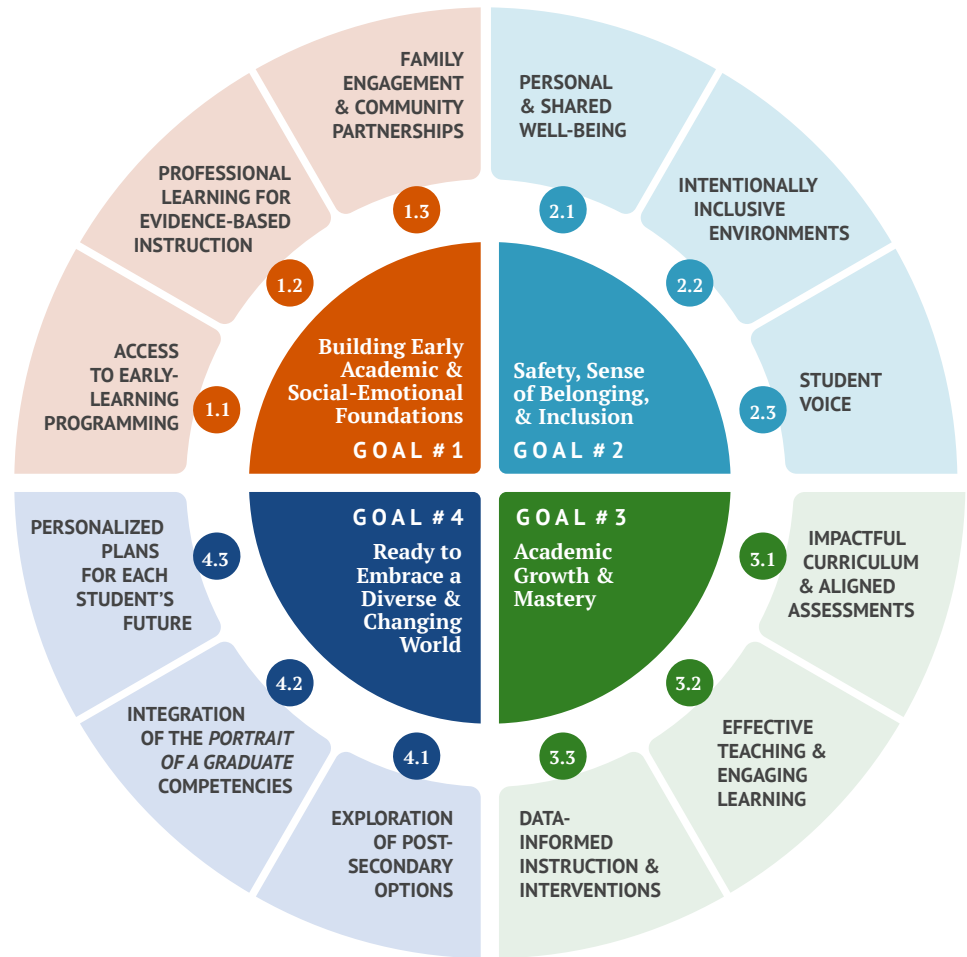 FAMILY
ENGAGEMENT
& COMMUNITY
PARTNERSHIPS
1.3
PROFESSIONAL
LEARNING FOR
EVIDENCE-BASED
INSTRUCTION
1.2
ACCESS
TO EARLY-
LEARNING
PROGRAMMING
1.1
Building Early
Academic &
Social-Emotional
Foundations
GOAL # 1
PERSONAL
& SHARED
WELL-BEING
2.1
INTENTIONALLY
INCLUSIVE
ENVIRONMENTS
2.2
STUDENT
VOICE
2.3
Safety, Sense
of Belonging,
& Inclusion
GOAL # 2
GOAL # 3
Academic
Growth &
Mastery
3.1
IMPACTFUL
CURRICULUM
& ALIGNED
ASSESSMENTS
3.2
EFFECTIVE
TEACHING &
ENGAGING
LEARNING
3.3
DATA-
INFORMED
INSTRUCTION &
INTERVENTIONS
GOAL # 4
Ready to
Embrace a
Diverse &
Changing
World
4.1
EXPLORATION
OF POST-
SECONDARY
OPTIONS
4.2
INTEGRATION
OF THE PORTRAIT
OF A GRADUATE
COMPETENCIES
4.3
PERSONALIZED
PLANS
FOR EACH
STUDENT'S
FUTURE